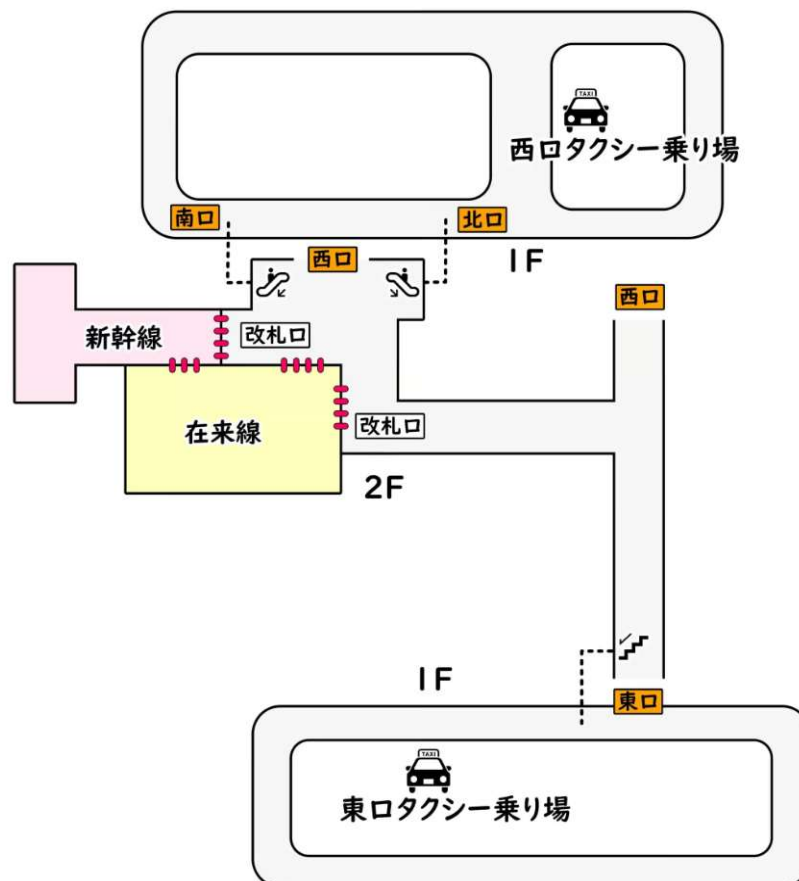 TAXI
西口タクシー乗り場
南口
北口
西口
1F
西口
新幹線
改札口
在来線
改札口
2F
1F
東口
TAXI
東口タクシー乗り場